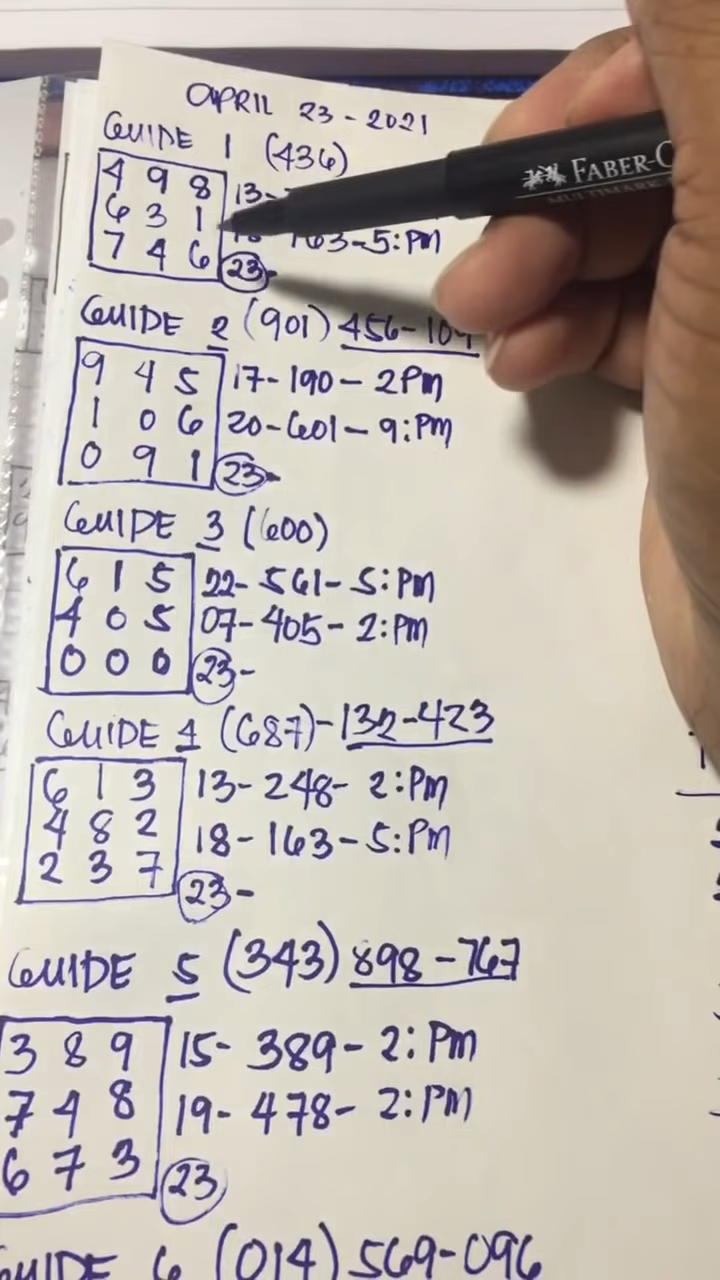 APRIL 23-2021
GUIDE 1 (436)
4 9 8 13-
6 3 1
7 4 6 163-5:PM
23-
FABER-C
MULTIMARK
GUIDE 2 (901) 456-109
9 4 5 17-190-2PM
1 0 6 20-601-9:PM
0 9 1 23-
GUIDE 3 (600)
6 1 5 22-561-5:PM
4 0 5 07-405-2:PM
0 0 0 23-
GUIDE 4 (687)-132-423
6 1 3 13-248-2:PM
4 8 2 18-163-5:PM
2 3 7 23-
GUIDE 5 (343) 898-767
3 8 9 15-389-2:PM
7 4 8 19-478-2:PM
6 7 3 23
GUIDE 6 (014) 569-096